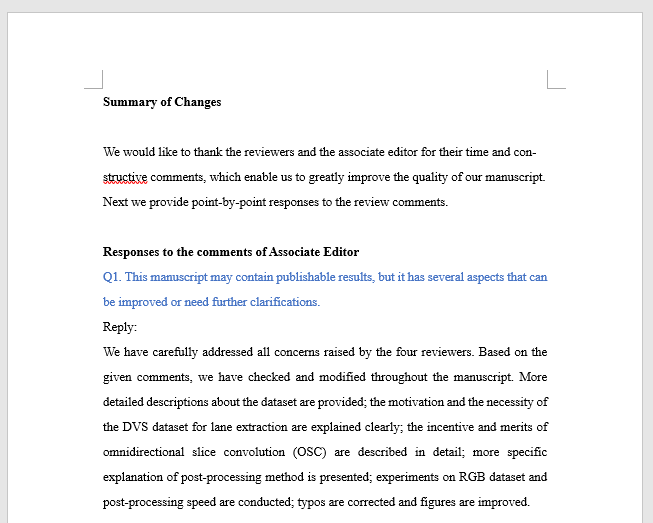 Summary of Changes
We would like to thank the reviewers and the associate editor for their time and con-
structive comments, which enable us to greatly improve the quality of our manuscript.
Next we provide point-by-point responses to the review comments.
Responses to the comments of Associate Editor
Q1. This manuscript may contain publishable results, but it has several aspects that can
be improved or need further clarifications.
Reply:
We have carefully addressed all concerns raised by the four reviewers. Based on the
given comments, we have checked and modified throughout the manuscript. More
detailed descriptions about the dataset are provided; the motivation and the necessity of
the DVS dataset for lane extraction are explained clearly; the incentive and merits of
omnidirectional slice convolution (OSC) are described in detail; more specific
explanation of post-processing method is presented; experiments on RGB dataset and
post-processing speed are conducted; typos are corrected and figures are improved.